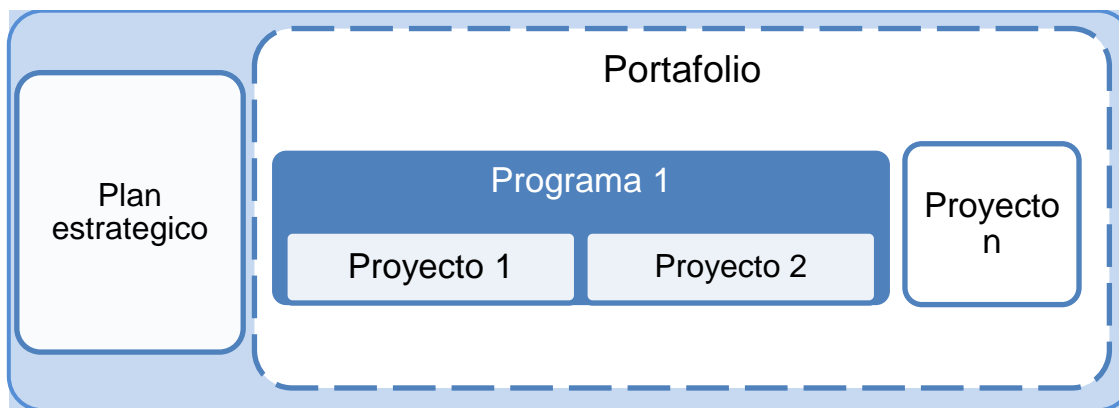 Portafolio
Plan
estrategico
Programa 1
Proyecto 1
Proyecto 2
Proyecto
n